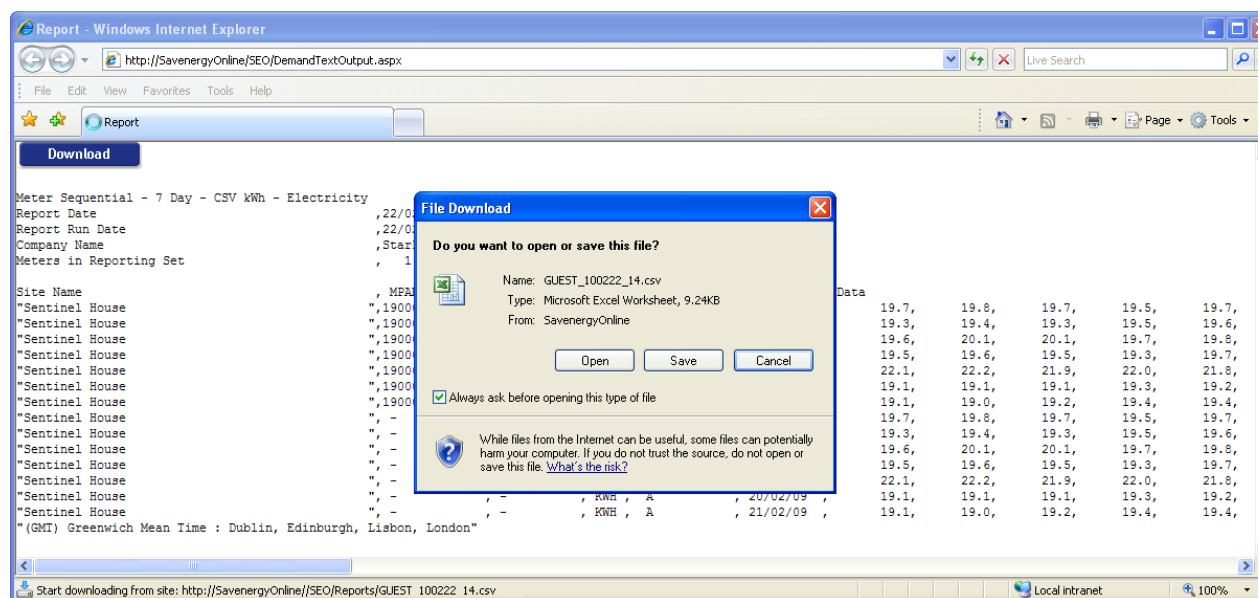 Report - Windows Internet Explorer
http://SavenergyOnline/SEO/DemandTextOutput.aspx
Live Search
File Edit View Favorites Tools Help
Report
Page Tools
Download
Meter Sequential - 7 Day - CSV kWh - Electricity
Report Date ,22/0
Report Run Date ,22/0
Company Name ,Star
Meters in Reporting Set , 1
File Download
Do you want to open or save this file?
Name: GUEST_100222_14.csv
Type: Microsoft Excel Worksheet, 9.24KB
From: SavenergyOnline
Open Save Cancel
Always ask before opening this type of file
While files from the Internet can be useful, some files can potentially
harm your computer. If you do not trust the source, do not open or
save this file. What's the risk?
Site Name , MPA Data
"Sentinel House ",1900 19.7, 19.8, 19.7, 19.5, 19.7,
"Sentinel House ",1900 19.3, 19.4, 19.3, 19.5, 19.6,
"Sentinel House ",1900 19.6, 20.1, 20.1, 19.7, 19.8,
"Sentinel House ",1900 19.5, 19.6, 19.5, 19.3, 19.7,
"Sentinel House ",1900 22.1, 22.2, 21.9, 22.0, 21.8,
"Sentinel House ",1900 19.1, 19.1, 19.1, 19.3, 19.2,
"Sentinel House ",1900 19.1, 19.0, 19.2, 19.4, 19.4,
"Sentinel House ", - 19.7, 19.8, 19.7, 19.5, 19.7,
"Sentinel House ", - 19.3, 19.4, 19.3, 19.5, 19.6,
"Sentinel House ", - 19.6, 20.1, 20.1, 19.7, 19.8,
"Sentinel House ", - 19.5, 19.6, 19.5, 19.3, 19.7,
"Sentinel House ", - 22.1, 22.2, 21.9, 22.0, 21.8,
"Sentinel House ", - , - , KWH , A , 20/02/09 , 19.1, 19.1, 19.1, 19.3, 19.2,
"Sentinel House ", - , - , KWH , A , 21/02/09 , 19.1, 19.0, 19.2, 19.4, 19.4,
"(GMT) Greenwich Mean Time : Dublin, Edinburgh, Lisbon, London"
Start downloading from site: http://SavenergyOnline//SEO/Reports/GUEST_100222_14.csv
Local intranet
100%